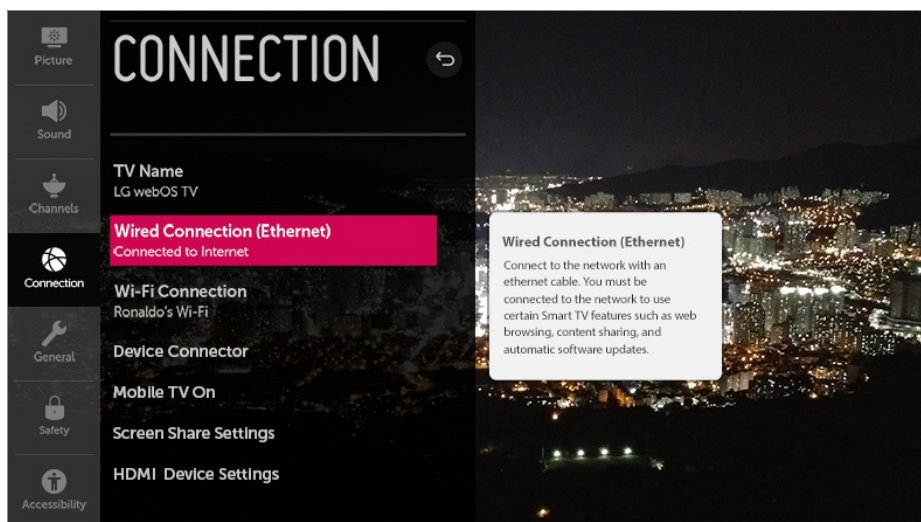 Picture
Sound
Channels
Connection
General
Safety
Accessibility
CONNECTION
TV Name
LG webOS TV
Wired Connection (Ethernet)
Connected to Internet
Wi-Fi Connection
Ronaldo's Wi-Fi
Device Connector
Mobile TV On
Screen Share Settings
HDMI Device Settings
Wired Connection (Ethernet)
Connect to the network with an
ethernet cable. You must be
connected to the network to use
certain Smart TV features such as web
browsing, content sharing, and
automatic software updates.